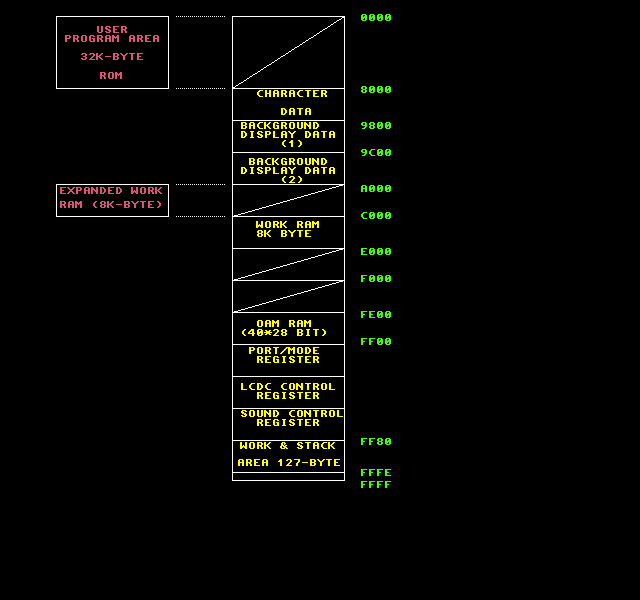 USER
PROGRAM AREA
32K-BYTE
ROM
EXPANDED WORK
RAM (8K-BYTE)
CHARACTER
DATA
BACKGROUND
DISPLAY DATA
(1)
BACKGROUND
DISPLAY DATA
(2)
WORK RAM
8K BYTE
OAM RAM
(40*28 BIT)
PORT/MODE
REGISTER
LCDC CONTROL
REGISTER
SOUND CONTROL
REGISTER
WORK & STACK
AREA 127-BYTE
0000
8000
9800
9C00
A000
C000
E000
F000
FE00
FF00
FF80
FFFE
FFFF